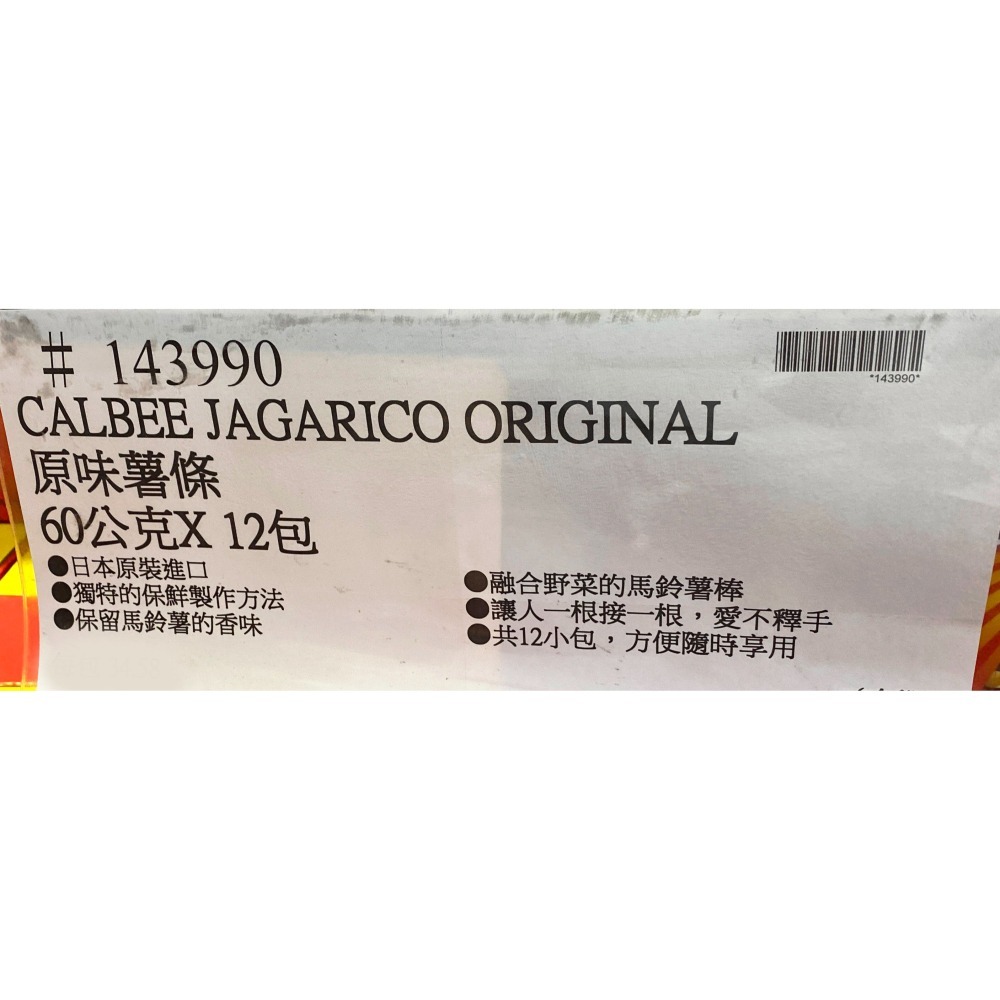 # 143990
*143990*
CALBEE JAGARICO ORIGINAL
原味薯條
60公克X 12包
●日本原裝進口
●獨特的保鮮製作方法
●保留馬鈴薯的香味
●融合野菜的馬鈴薯棒
●讓人一根接一根，愛不釋手
●共12小包，方便隨時享用